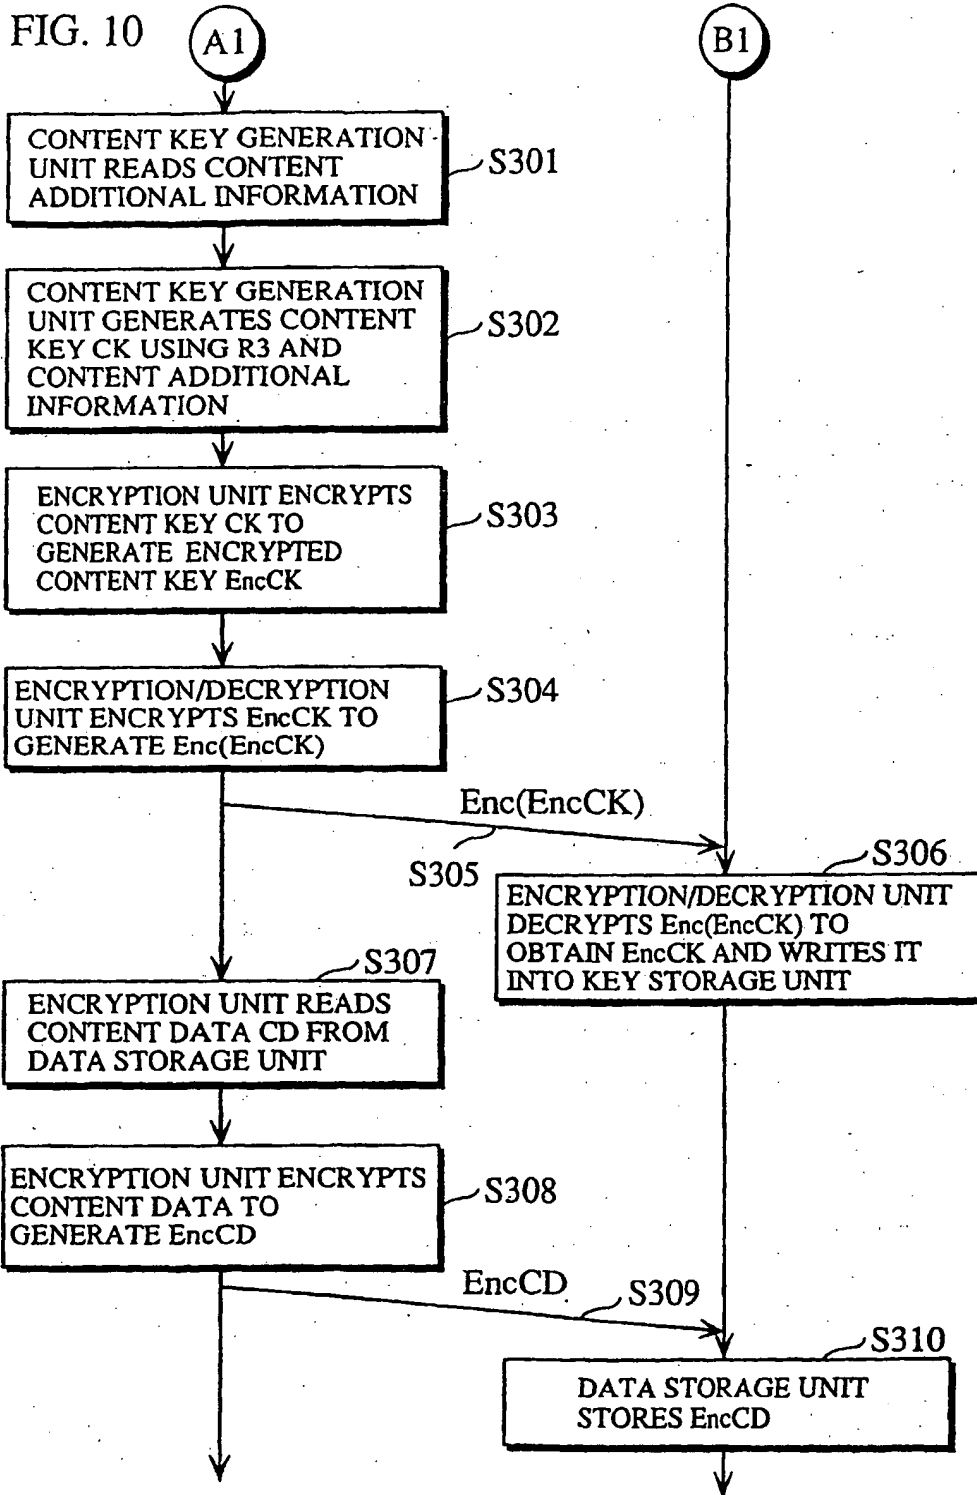 FIG. 10
A1
B1
CONTENT KEY GENERATION
UNIT READS CONTENT
ADDITIONAL INFORMATION
S301
CONTENT KEY GENERATION
UNIT GENERATES CONTENT
KEY CK USING R3 AND
CONTENT ADDITIONAL
INFORMATION
S302
ENCRYPTION UNIT ENCRYPTS
CONTENT KEY CK TO
GENERATE ENCRYPTED
CONTENT KEY EncCK
S303
ENCRYPTION/DECRYPTION
UNIT ENCRYPTS EncCK TO
GENERATE Enc(EncCK)
S304
Enc(EncCK)
S305
S306
ENCRYPTION/DECRYPTION UNIT
DECRYPTS Enc(EncCK) TO
OBTAIN EncCK AND WRITES IT
INTO KEY STORAGE UNIT
S307
ENCRYPTION UNIT READS
CONTENT DATA CD FROM
DATA STORAGE UNIT
ENCRYPTION UNIT ENCRYPTS
CONTENT DATA TO
GENERATE EncCD
S308
EncCD
S309
S310
DATA STORAGE UNIT
STORES EncCD